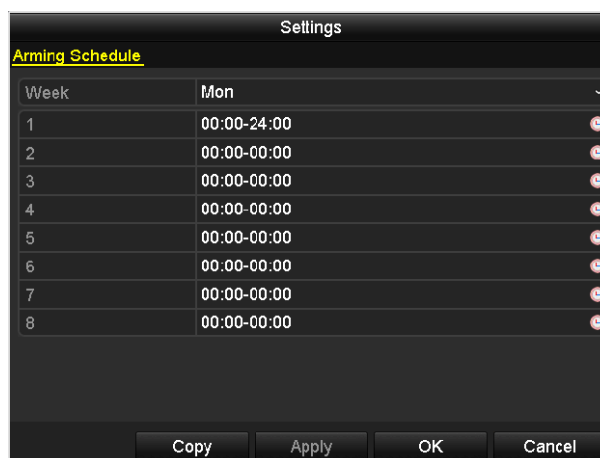 Settings
Arming Schedule
Week Mon
1 00:00-24:00
2 00:00-00:00
3 00:00-00:00
4 00:00-00:00
5 00:00-00:00
6 00:00-00:00
7 00:00-00:00
8 00:00-00:00
Copy Apply OK Cancel